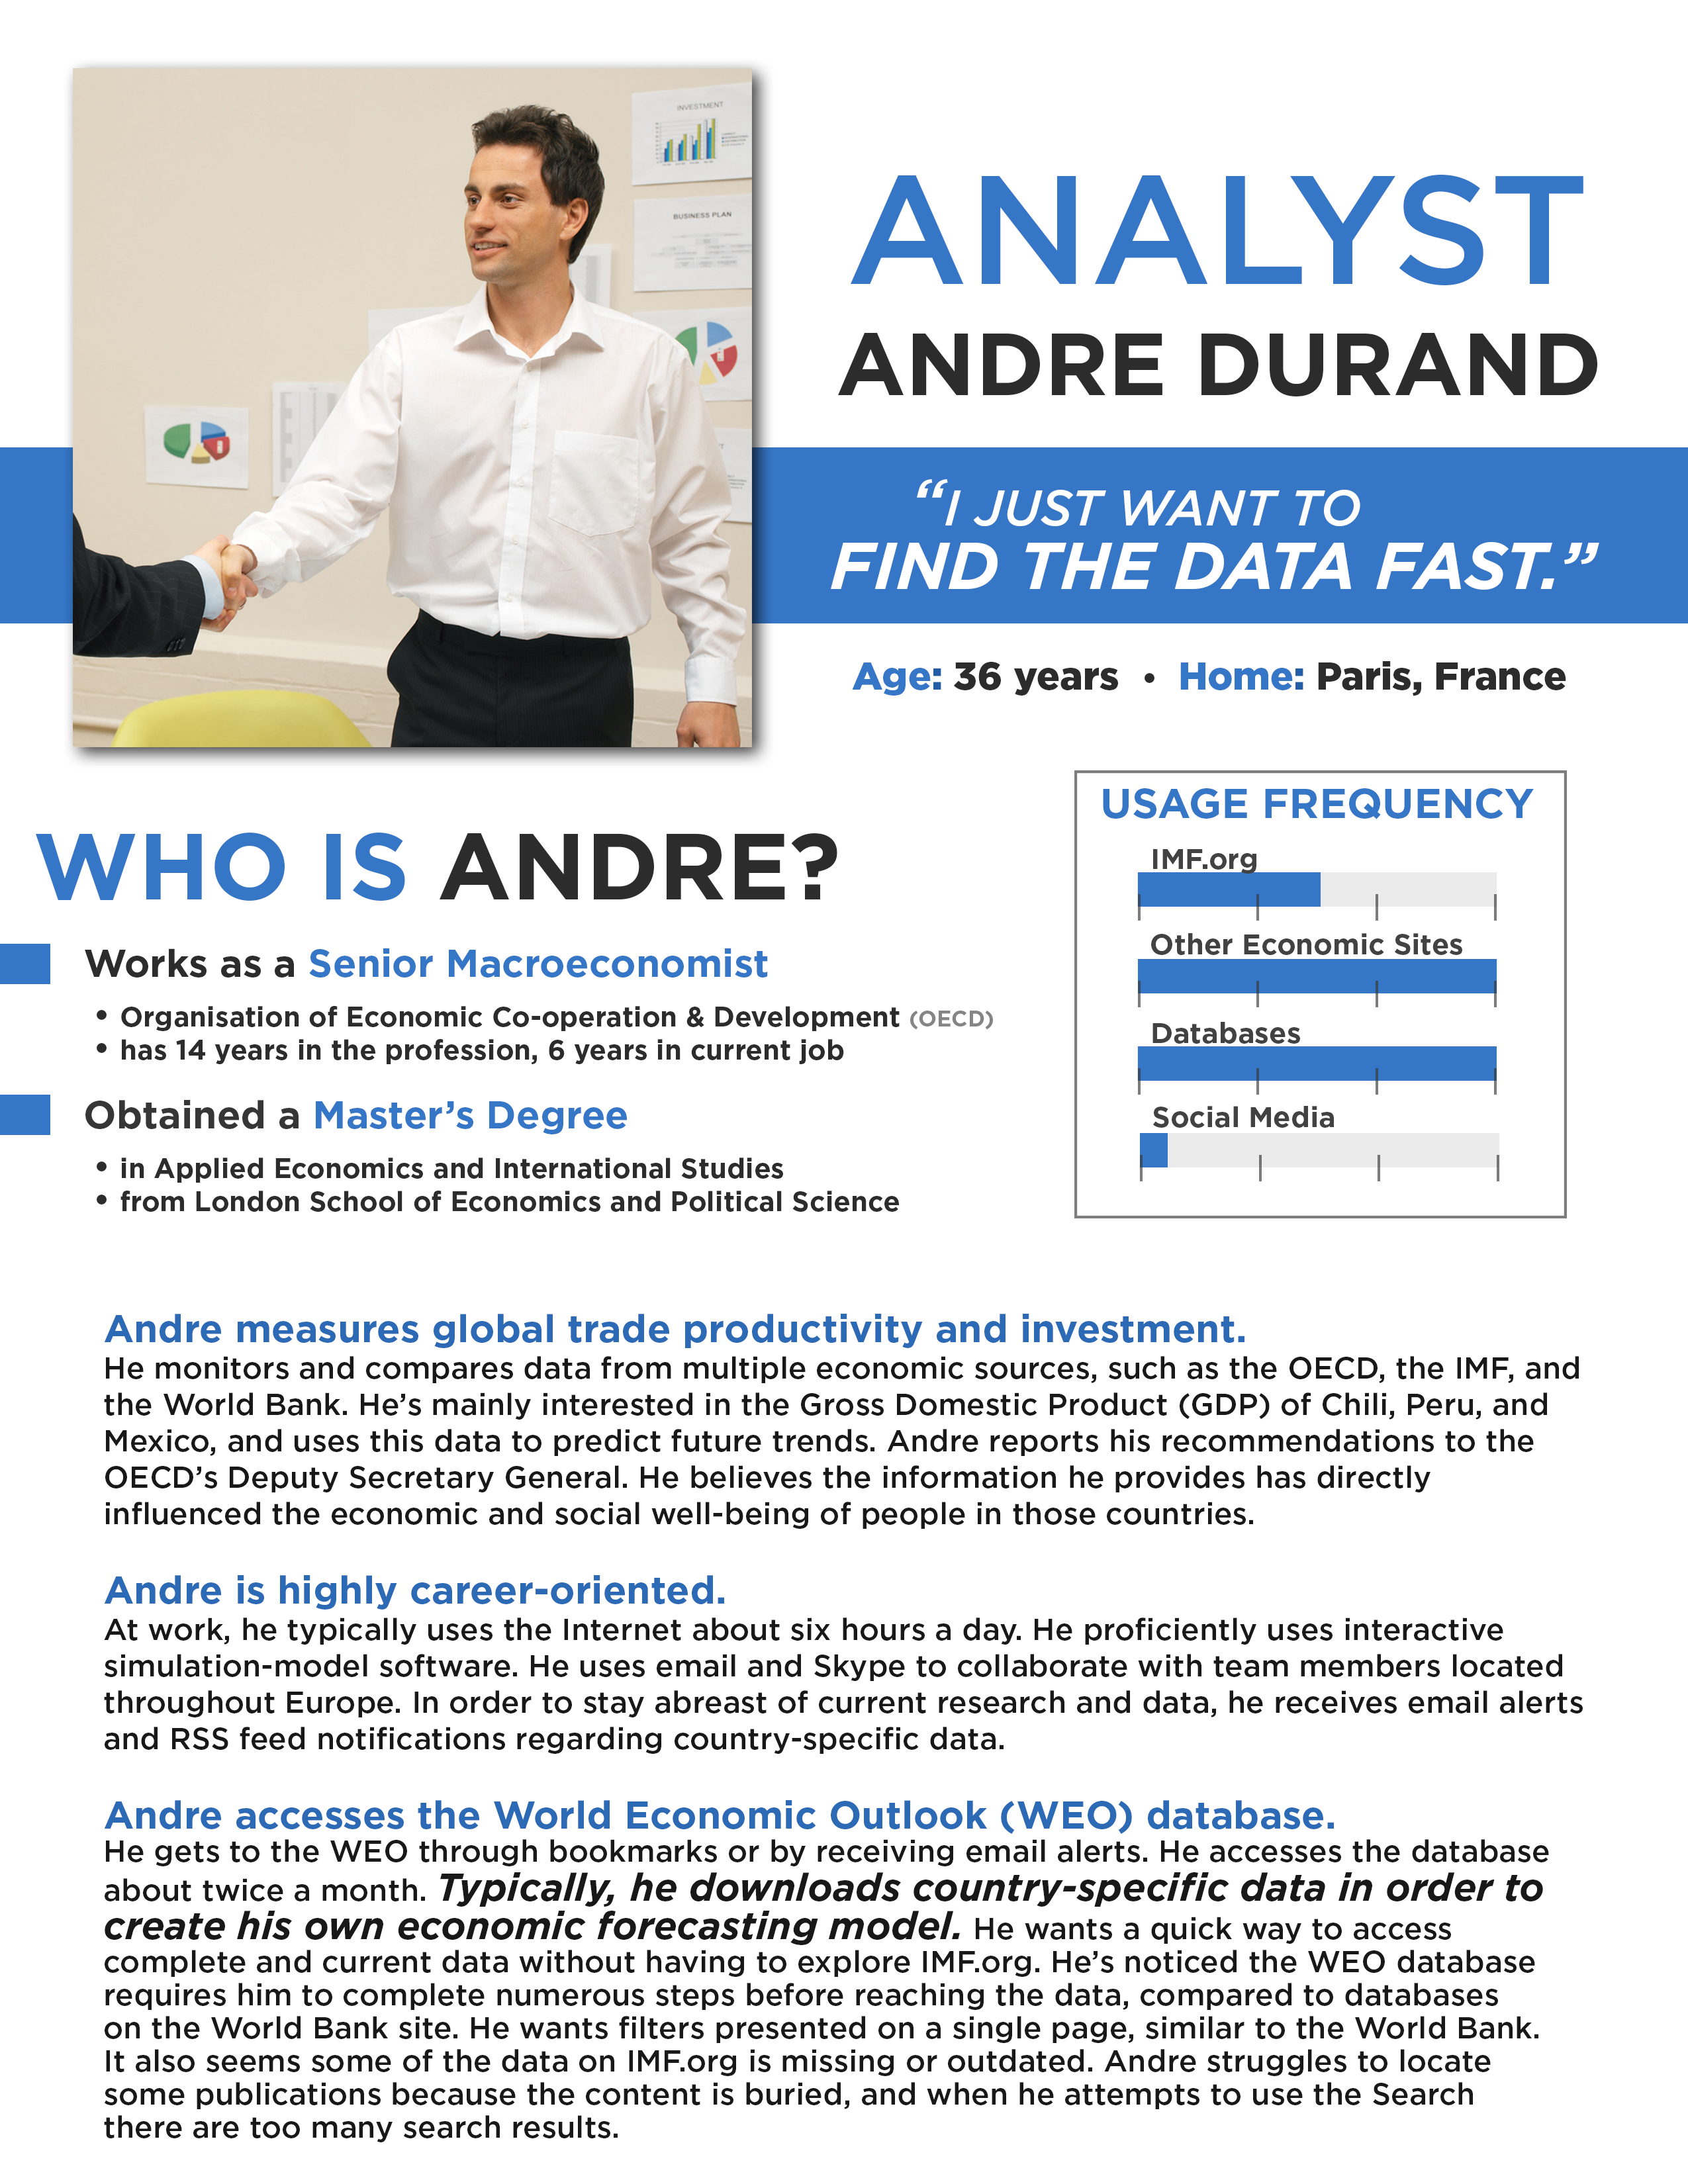 INVESTMENT
BUSINESS PLAN
ANALYST
ANDRE DURAND
“I JUST WANT TO
FIND THE DATA FAST.”
Age: 36 years • Home: Paris, France
USAGE FREQUENCY
IMF.org
Other Economic Sites
Databases
Social Media
WHO IS ANDRE?
Works as a Senior Macroeconomist
• Organisation of Economic Co-operation & Development (OECD)
• has 14 years in the profession, 6 years in current job
Obtained a Master’s Degree
• in Applied Economics and International Studies
• from London School of Economics and Political Science
Andre measures global trade productivity and investment.
He monitors and compares data from multiple economic sources, such as the OECD, the IMF, and
the World Bank. He’s mainly interested in the Gross Domestic Product (GDP) of Chili, Peru, and
Mexico, and uses this data to predict future trends. Andre reports his recommendations to the
OECD’s Deputy Secretary General. He believes the information he provides has directly
influenced the economic and social well-being of people in those countries.
Andre is highly career-oriented.
At work, he typically uses the Internet about six hours a day. He proficiently uses interactive
simulation-model software. He uses email and Skype to collaborate with team members located
throughout Europe. In order to stay abreast of current research and data, he receives email alerts
and RSS feed notifications regarding country-specific data.
Andre accesses the World Economic Outlook (WEO) database.
He gets to the WEO through bookmarks or by receiving email alerts. He accesses the database
about twice a month. Typically, he downloads country-specific data in order to
create his own economic forecasting model. He wants a quick way to access
complete and current data without having to explore IMF.org. He’s noticed the WEO database
requires him to complete numerous steps before reaching the data, compared to databases
on the World Bank site. He wants filters presented on a single page, similar to the World Bank.
It also seems some of the data on IMF.org is missing or outdated. Andre struggles to locate
some publications because the content is buried, and when he attempts to use the Search
there are too many search results.